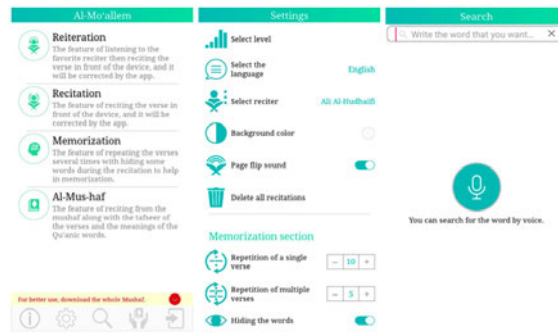 Al-Mo'allem
Reiteration
The feature of listening to the
favorite reciter then reciting the
verse in front of the device, and it
will be corrected by the app.
Recitation
The feature of reciting the verse in
front of the device, and it will be
corrected by the app.
Memorization
The feature of repeating the verses
several times with hiding some
words during the recitation to help
in memorization.
Al-Mus-haf
The feature of reciting from the
mushaf along with the tafseer of
the verses and the meanings of the
Qu'anic words.
For better use, download the whole Mushaf.
Settings
Select level
Select the
language
English
Select reciter
Ali Al-Hudhaifi
Background color
Page flip sound
Delete all recitations
Memorization section
Repetition of a single
verse
– 10 +
Repetition of multiple
verses
– 5 +
Hiding the words
Search
Write the word that you want... ×
You can search for the word by voice.